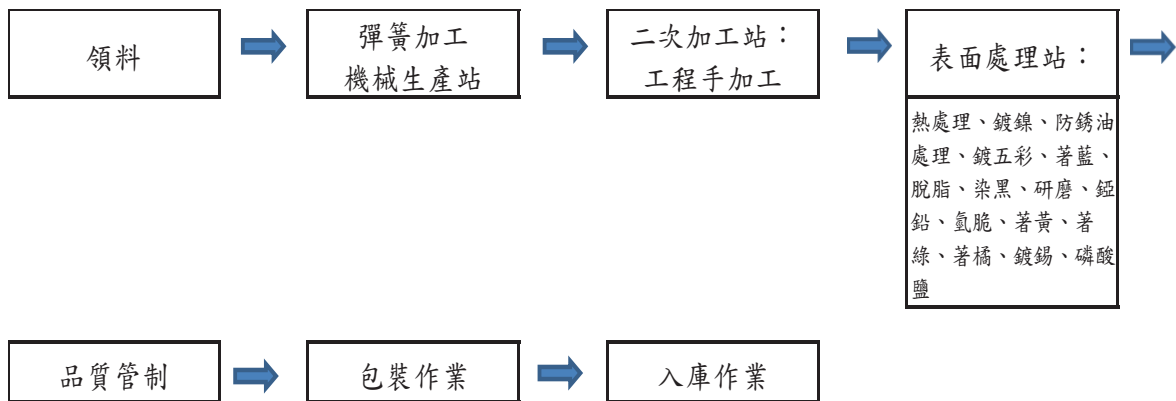 領料
彈簧加工
機械生產站
二次加工站：
工程手加工
表面處理站：
熱處理、鍍鎳、防銹油
處理、鍍五彩、著藍、
脫脂、染黑、研磨、錏
鉛、氫脆、著黃、著
綠、著橘、鍍錫、磷酸
鹽
品質管制
包裝作業
入庫作業